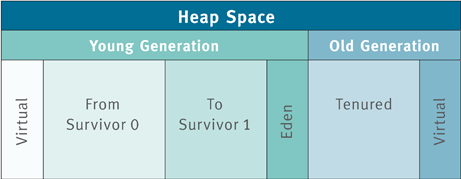 Heap Space
Young Generation
Old Generation
Virtual
From
Survivor 0
To
Survivor 1
Eden
Tenured
Virtual